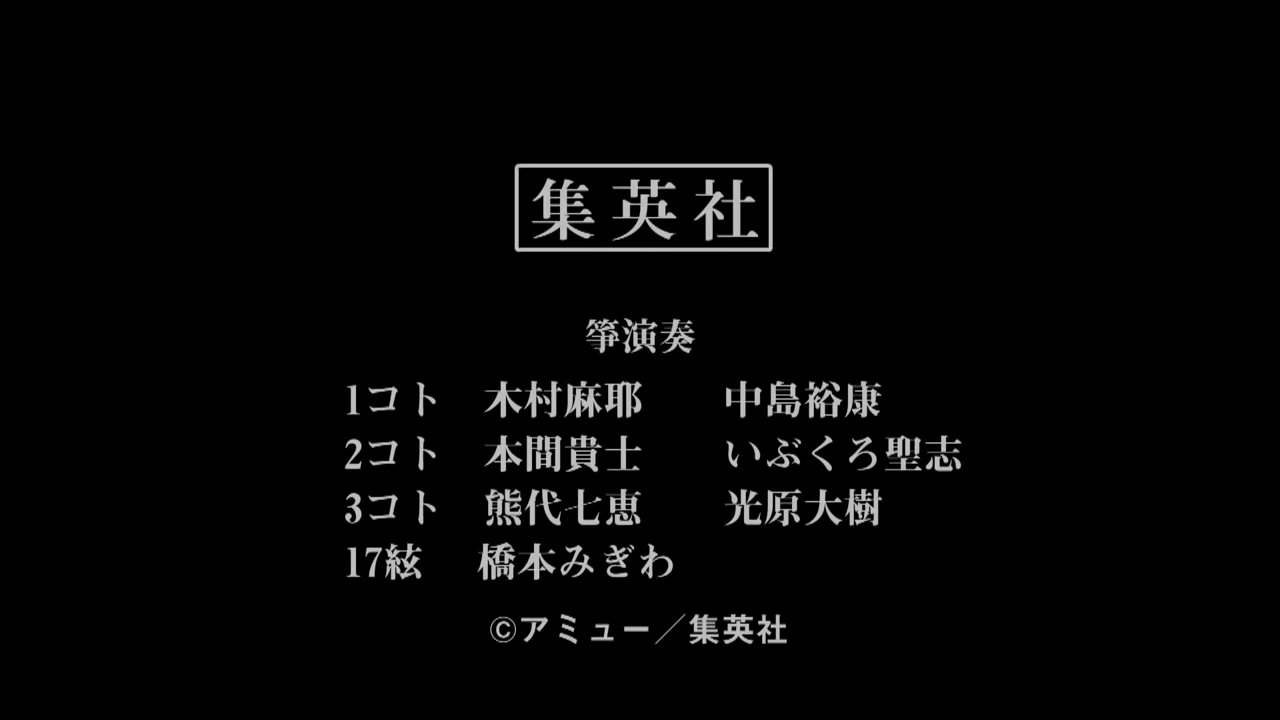 集英社
箏演奏
1コト 木村麻耶 中島裕康
2コト 本間貴士 いぶくろ聖志
3コト 熊代七恵 光原大樹
17絃 橋本みぎわ
©アミュー／集英社